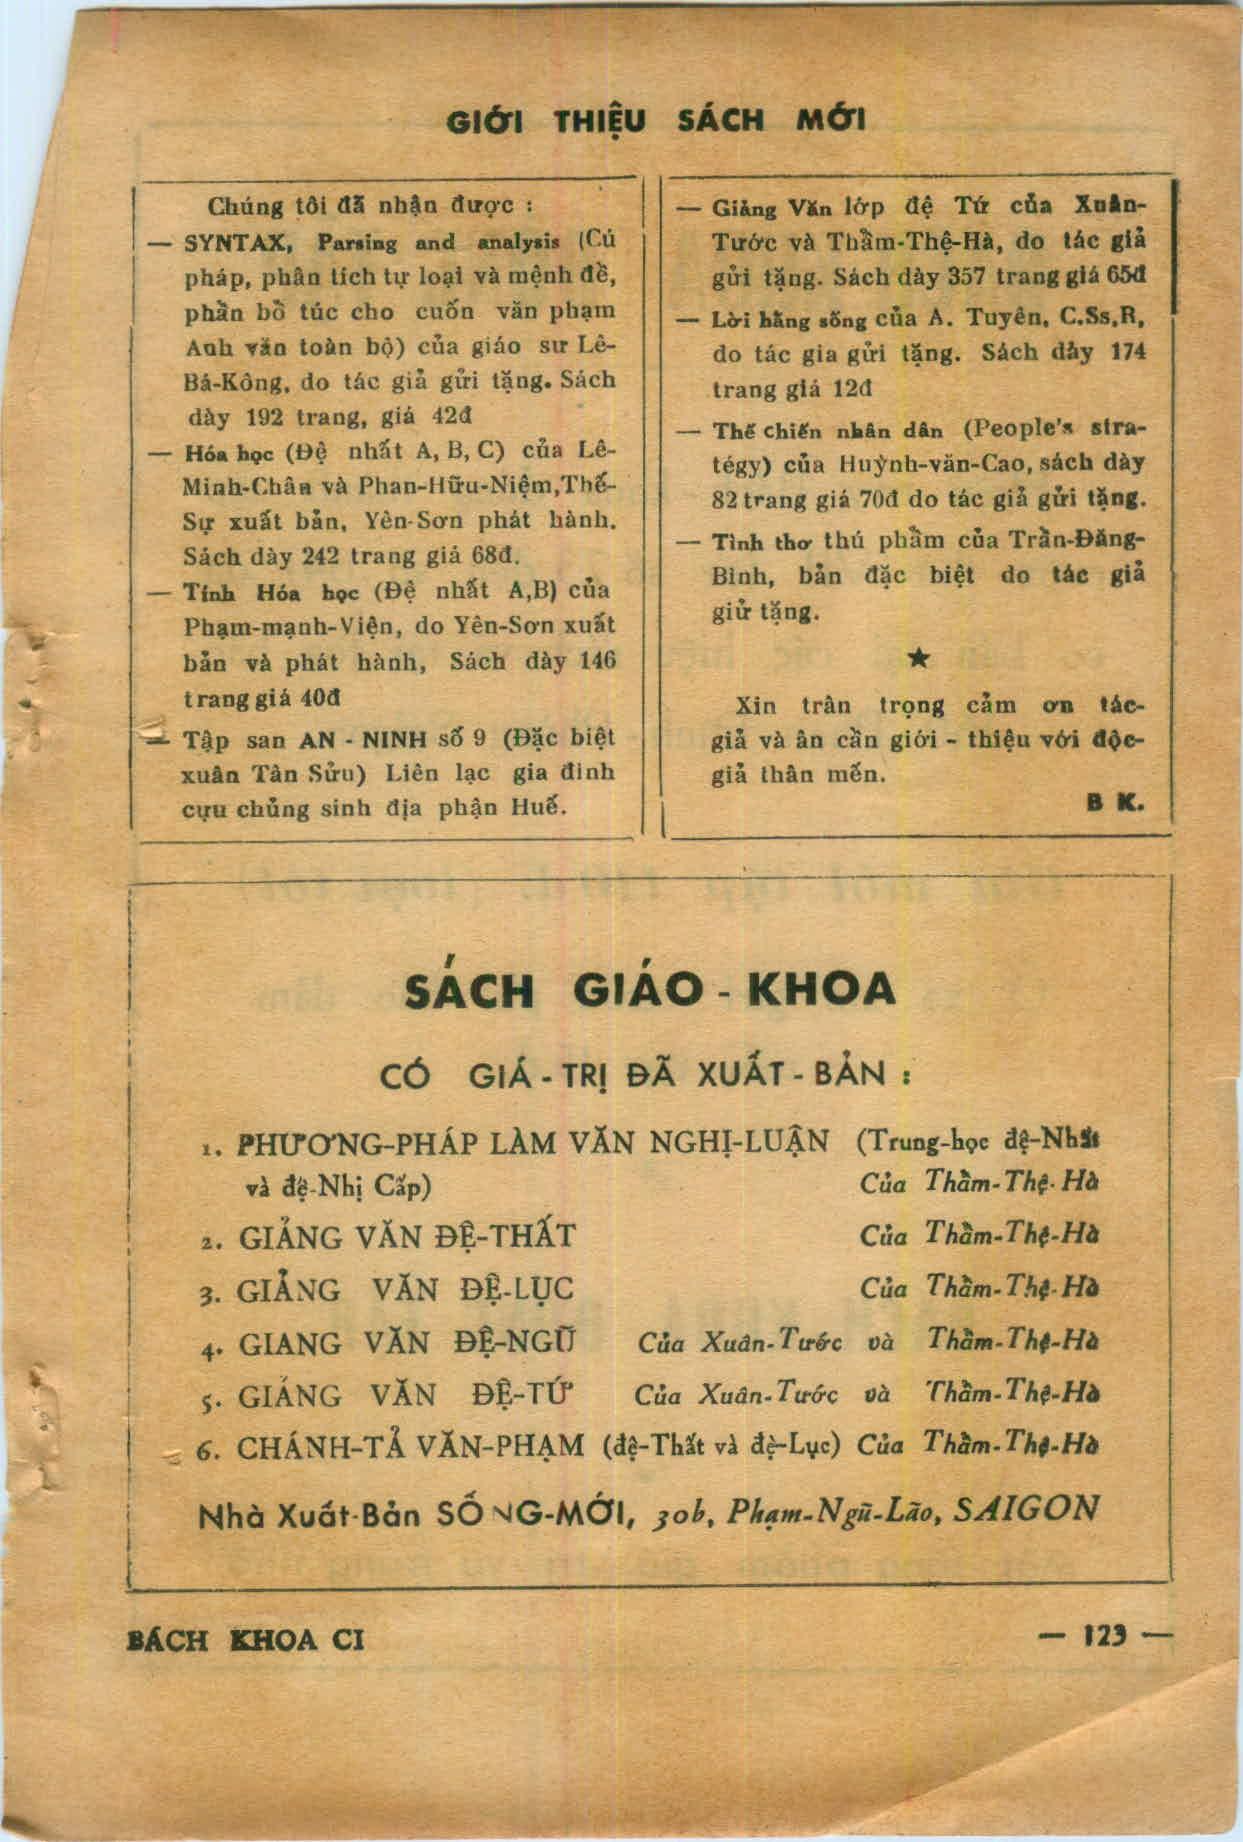 GIỚI THIỆU SÁCH MỚI
Chúng tôi đã nhận được :
— SYNTAX, Parsing and analysis (Cú
pháp, phân tích tự loại và mệnh đề,
phần bổ túc cho cuốn văn phạm
Anh văn toàn bộ) của giáo sư Lê-
Bá-Kông, do tác giả gửi tặng. Sách
dày 192 trang, giá 42đ
— Hóa học (Đệ nhất A, B, C) của Lê-
Minh-Châu và Phan-Hữu-Niệm,Thế-
Sự xuất bản, Yên-Sơn phát hành.
Sách dày 242 trang giá 68đ.
— Tính Hóa học (Đệ nhất A,B) của
Phạm-mạnh-Viện, do Yên-Sơn xuất
bản và phát hành, Sách dày 146
trang giá 40đ
— Tập san AN - NINH số 9 (Đặc biệt
xuân Tân Sửu) Liên lạc gia đình
cựu chủng sinh địa phận Huế.
— Giảng Văn lớp đệ Tứ của Xuân-
Tước và Thẩm-Thệ-Hà, do tác giả
gửi tặng. Sách dày 357 trang giá 65đ
— Lời hằng sống của A. Tuyên, C.Ss,R,
do tác gia gửi tặng. Sách dày 174
trang giá 12đ
— Thế chiến nhân dân (People's stra-
tégy) của Huỳnh-văn-Cao, sách dày
82 trang giá 70đ do tác giả gửi tặng.
— Tình thơ thú phẩm của Trần-Đăng-
Bình, bản đặc biệt do tác giả
giử tặng.
★
Xin trân trọng cảm ơn tác-
giả và ân cần giới - thiệu với độc-
giả thân mến.
B K.
SÁCH GIÁO - KHOA
CÓ GIÁ - TRỊ ĐÃ XUẤT - BẢN :
1. PHƯƠNG-PHÁP LÀM VĂN NGHỊ-LUẬN (Trung-học đệ-Nhất
và đệ-Nhị Cấp) Của Thẩm-Thệ-Hà
2. GIẢNG VĂN ĐỆ-THẤT Của Thẩm-Thệ-Hà
3. GIẢNG VĂN ĐỆ-LỤC Của Thẩm-Thệ-Hà
4. GIANG VĂN ĐỆ-NGŨ Của Xuân-Tước và Thẩm-Thệ-Hà
5. GIẢNG VĂN ĐỆ-TỨ Của Xuân-Tước và Thẩm-Thệ-Hà
6. CHÁNH-TẢ VĂN-PHẠM (đệ-Thất và đệ-Lục) Của Thẩm-Thệ-Hà
Nhà Xuất-Bản SỐNG-MỚI, 30b, Phạm-Ngũ-Lão, SAIGON
BÁCH KHOA CI — 123 —